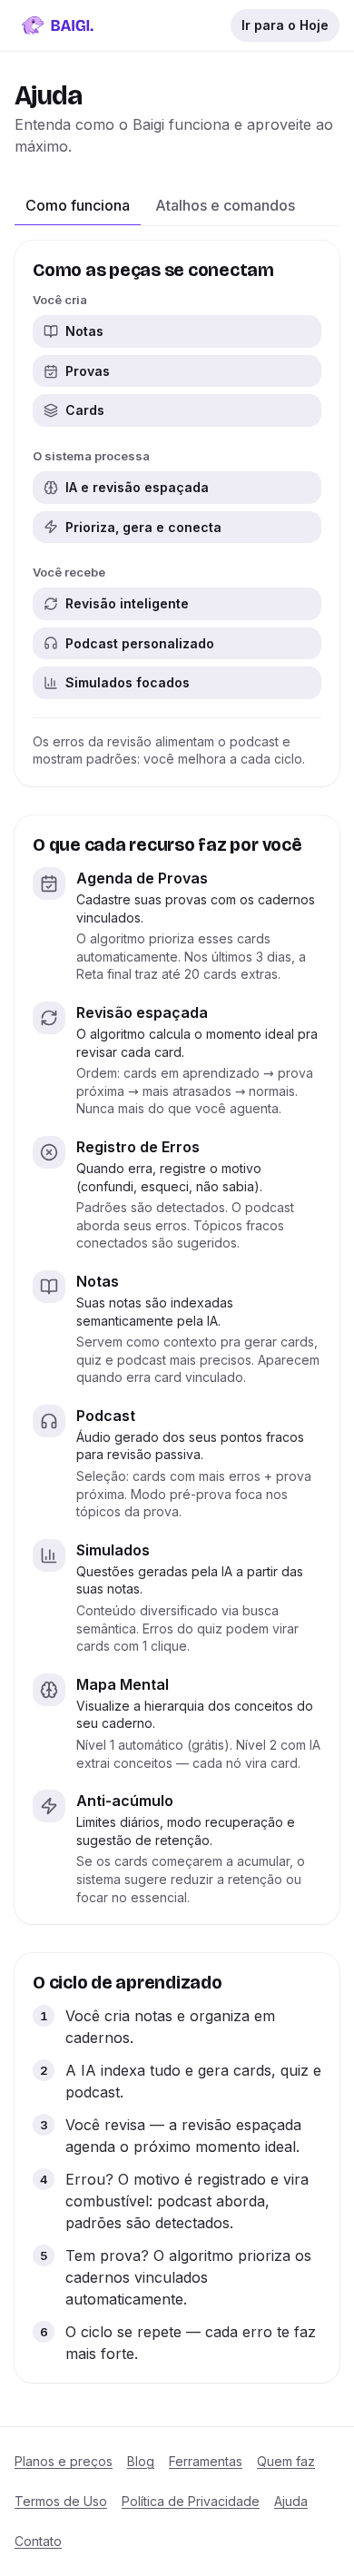 BAIGI.
Ir para o Hoje
Ajuda
Entenda como o Baigi funciona e aproveite ao
máximo.
Como funciona
Atalhos e comandos
Como as peças se conectam
Você cria
Notas
Provas
Cards
O sistema processa
IA e revisão espaçada
Prioriza, gera e conecta
Você recebe
Revisão inteligente
Podcast personalizado
Simulados focados
Os erros da revisão alimentam o podcast e
mostram padrões: você melhora a cada ciclo.
O que cada recurso faz por você
Agenda de Provas
Cadastre suas provas com os cadernos
vinculados.
O algoritmo prioriza esses cards
automaticamente. Nos últimos 3 dias, a
Reta final traz até 20 cards extras.
Revisão espaçada
O algoritmo calcula o momento ideal pra
revisar cada card.
Ordem: cards em aprendizado → prova
próxima → mais atrasados → normais.
Nunca mais do que você aguenta.
Registro de Erros
Quando erra, registre o motivo
(confundi, esqueci, não sabia).
Padrões são detectados. O podcast
aborda seus erros. Tópicos fracos
conectados são sugeridos.
Notas
Suas notas são indexadas
semanticamente pela IA.
Servem como contexto pra gerar cards,
quiz e podcast mais precisos. Aparecem
quando erra card vinculado.
Podcast
Áudio gerado dos seus pontos fracos
para revisão passiva.
Seleção: cards com mais erros + prova
próxima. Modo pré-prova foca nos
tópicos da prova.
Simulados
Questões geradas pela IA a partir das
suas notas.
Conteúdo diversificado via busca
semântica. Erros do quiz podem virar
cards com 1 clique.
Mapa Mental
Visualize a hierarquia dos conceitos do
seu caderno.
Nível 1 automático (grátis). Nível 2 com IA
extrai conceitos — cada nó vira card.
Anti-acúmulo
Limites diários, modo recuperação e
sugestão de retenção.
Se os cards começarem a acumular, o
sistema sugere reduzir a retenção ou
focar no essencial.
O ciclo de aprendizado
1 Você cria notas e organiza em
cadernos.
2 A IA indexa tudo e gera cards, quiz e
podcast.
3 Você revisa — a revisão espaçada
agenda o próximo momento ideal.
4 Errou? O motivo é registrado e vira
combustível: podcast aborda,
padrões são detectados.
5 Tem prova? O algoritmo prioriza os
cadernos vinculados
automaticamente.
6 O ciclo se repete — cada erro te faz
mais forte.
Planos e preços Blog Ferramentas Quem faz
Termos de Uso Política de Privacidade Ajuda
Contato